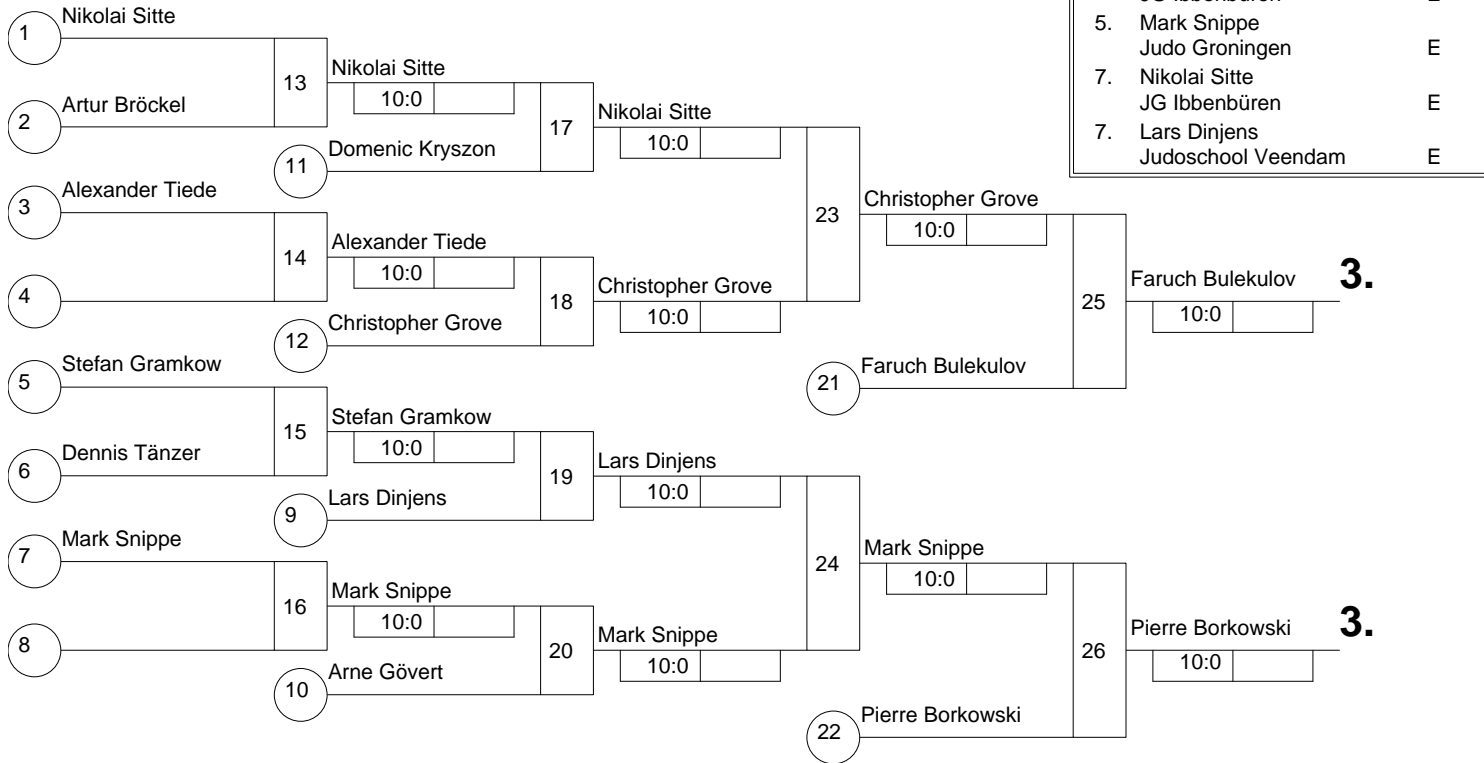 JG Ibbenbüren E
5. Mark Snippe
Judo Groningen E
7. Nikolai Sitte
JG Ibbenbüren E
7. Lars Dinjens
Judoschool Veendam E
1 Nikolai Sitte
13
Nikolai Sitte
10:0
2 Artur Bröckel
17
Nikolai Sitte
10:0
11 Domenic Kryszon
3 Alexander Tiede
23
Christopher Grove
10:0
14
Alexander Tiede
10:0
4
18
Christopher Grove
10:0
12 Christopher Grove
25
Faruch Bulekulov 3.
10:0
5 Stefan Gramkow
21 Faruch Bulekulov
15
Stefan Gramkow
10:0
6 Dennis Tänzer
19
Lars Dinjens
10:0
9 Lars Dinjens
7 Mark Snippe
24
Mark Snippe
10:0
16
Mark Snippe
10:0
8
20
Mark Snippe
10:0
10 Arne Gövert
26
Pierre Borkowski 3.
10:0
22 Pierre Borkowski